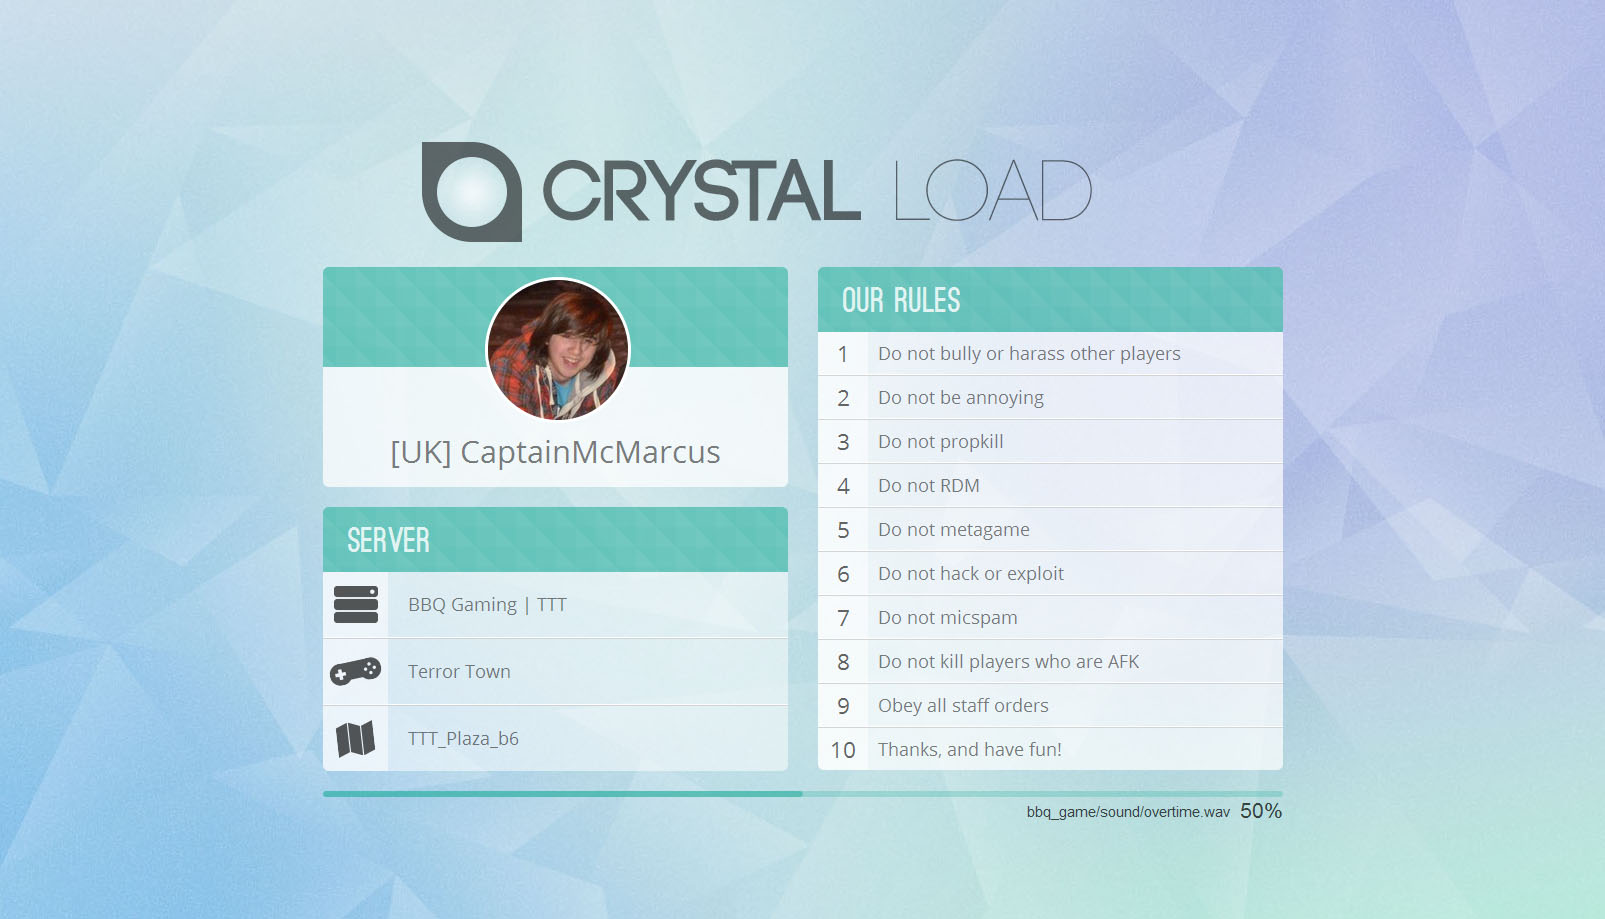 CRYSTAL LOAD
[UK] CaptainMcMarcus
SERVER
BBQ Gaming | TTT
Terror Town
TTT_Plaza_b6
OUR RULES
1 Do not bully or harass other players
2 Do not be annoying
3 Do not propkill
4 Do not RDM
5 Do not metagame
6 Do not hack or exploit
7 Do not micspam
8 Do not kill players who are AFK
9 Obey all staff orders
10 Thanks, and have fun!
bbq_game/sound/overtime.wav 50%